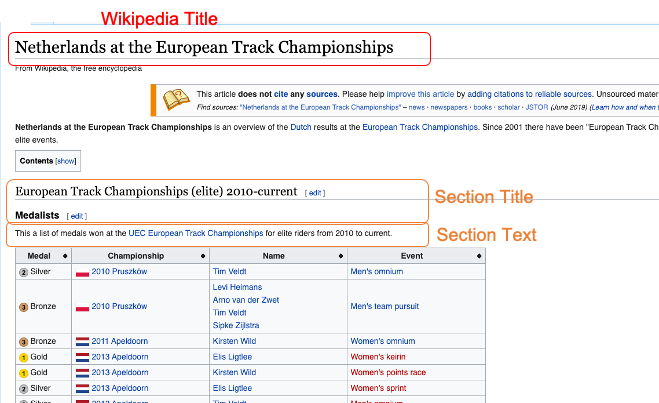 Wikipedia Title
Netherlands at the European Track Championships
From Wikipedia, the free encyclopedia
This article does not cite any sources. Please help improve this article by adding citations to reliable sources. Unsourced mater
Find sources: "Netherlands at the European Track Championships" – news · newspapers · books · scholar · JSTOR (June 2019) (Learn how and when
Netherlands at the European Track Championships is an overview of the Dutch results at the European Track Championships. Since 2001 there have been "European Track Ch
elite events.
Contents [show]
European Track Championships (elite) 2010-current [ edit ]
Section Title
Medalists [ edit ]
This a list of medals won at the UEC European Track Championships for elite riders from 2010 to current.
Section Text
Medal Championship Name Event
2 Silver 2010 Pruszków Tim Veldt Men's omnium
Levi Heimans
Arno van der Zwet
3 Bronze 2010 Pruszków Men's team pursuit
Tim Veldt
Sipke Zijlstra
3 Bronze 2011 Apeldoorn Kirsten Wild Women's omnium
1 Gold 2013 Apeldoorn Elis Ligtlee Women's keirin
1 Gold 2013 Apeldoorn Kirsten Wild Women's points race
2 Silver 2013 Apeldoorn Elis Ligtlee Women's sprint